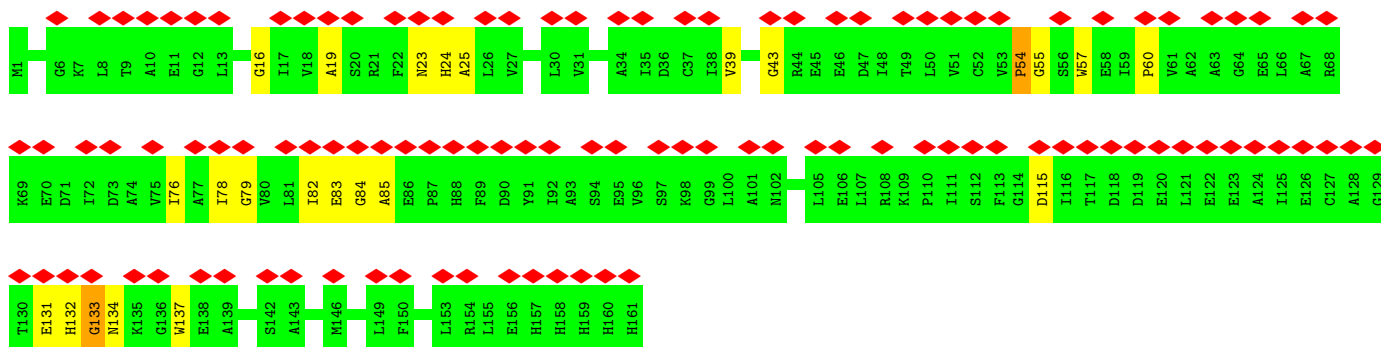 M1 G6 K7 L8 T9 A10 E11 G12 L13 G16 I17 V18 A19 S20 R21 F22 N23 H24 A25 L26 V27 L30 V31 A34 I35 D36 C37 I38 V39 G43 R44 E45 E46 D47 I48 T49 L50 V51 C52 V53 P54 G55 S56 W57 E58 I59 P60 V61 A62 A63 G64 E65 L66 A67 R68
K69 E70 D71 I72 D73 A74 V75 I76 A77 I78 G79 V80 L81 I82 E83 G84 A85 E86 P87 H88 F89 D90 Y91 I92 A93 S94 E95 V96 S97 K98 G99 L100 A101 N102 L105 E106 L107 R108 K109 P110 I111 S112 F113 G114 D115 I116 T117 D118 D119 E120 L121 E122 E123 A124 I125 E126 C127 A128 G129
T130 E131 H132 G133 N134 K135 G136 W137 E138 A139 S142 A143 M146 L149 F150 L153 R154 L155 E156 H157 H158 H159 H160 H161